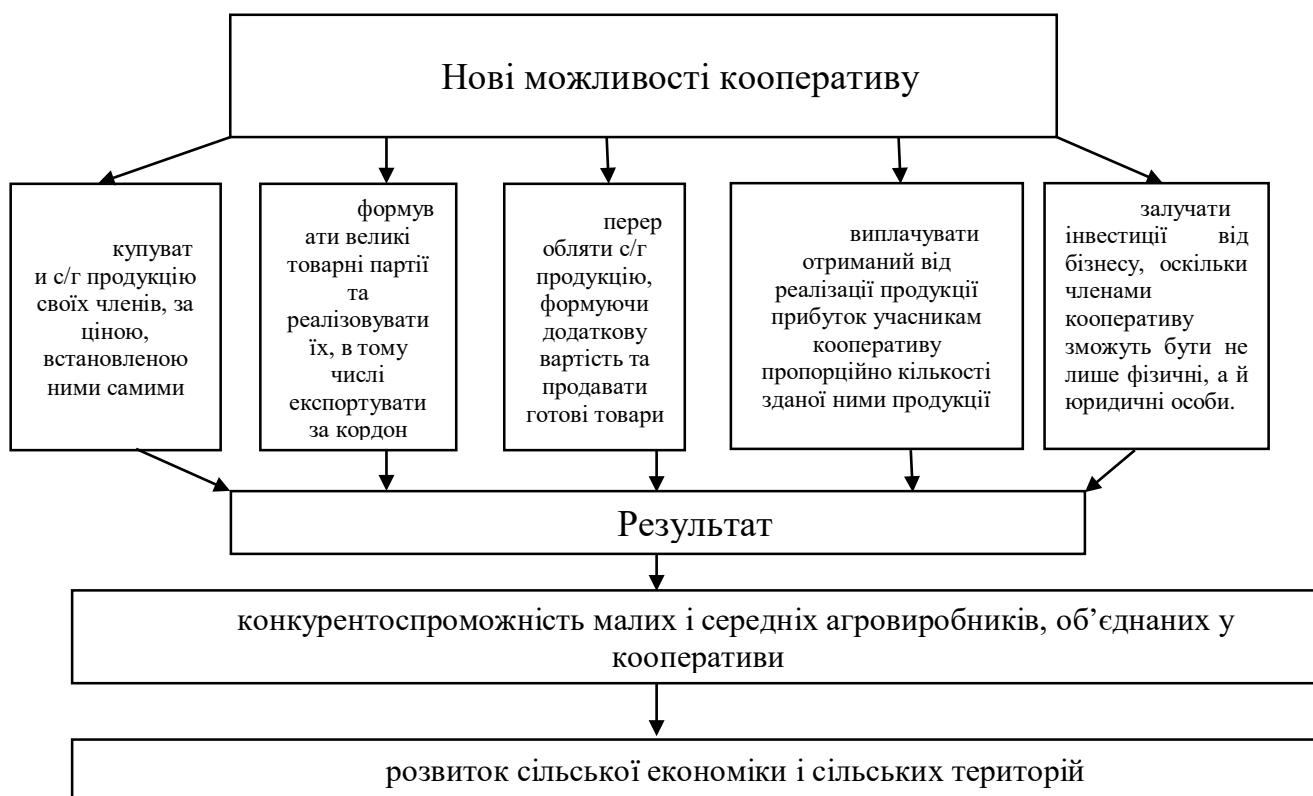 Нові можливості кооперативу
купуват
и с/г продукцію
своїх членів, за
ціною,
встановленою
ними самими
формув
ати великі
товарні партії
та
реалізовувати
їх, в тому
числі
експортувати
за кордон
перер
обляти с/г
продукцію,
формуючи
додаткову
вартість та
продавати
готові товари
виплачувати
отриманий від
реалізації продукції
прибуток учасникам
кооперативу
пропорційно кількості
зданої ними продукції
залучати
інвестиції від
бізнесу, оскільки
членами
кооперативу
зможуть бути не
лише фізичні, а й
юридичні особи.
Результат
конкурентоспроможність малих і середніх агровиробників, об’єднаних у
кооперативи
розвиток сільської економіки і сільських територій